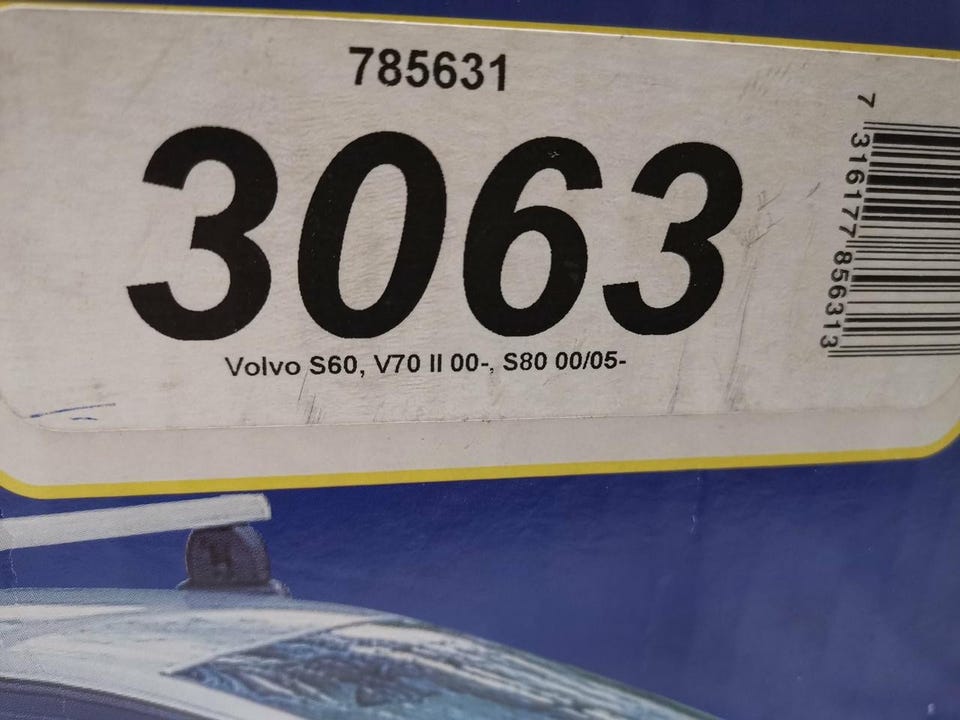 785631
3063
Volvo S60, V70 II 00-, S80 00/05-
7 316177 856313